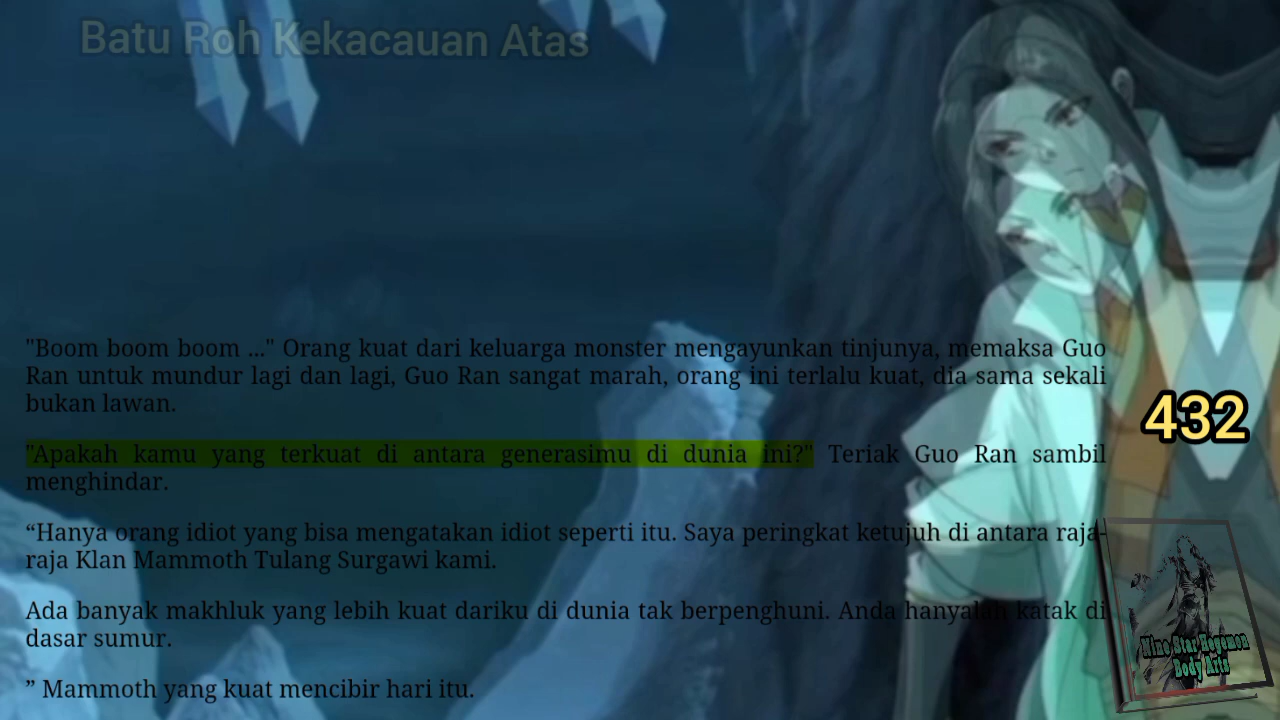 Batu Roh Kekacauan Atas
"Boom boom boom ..." Orang kuat dari keluarga monster mengayunkan tinjunya, memaksa Guo
Ran untuk mundur lagi dan lagi, Guo Ran sangat marah, orang ini terlalu kuat, dia sama sekali
bukan lawan.
"Apakah kamu yang terkuat di antara generasimu di dunia ini?" Teriak Guo Ran sambil
menghindar.
“Hanya orang idiot yang bisa mengatakan idiot seperti itu. Saya peringkat ketujuh di antara raja-
raja Klan Mammoth Tulang Surgawi kami.
Ada banyak makhluk yang lebih kuat dariku di dunia tak berpenghuni. Anda hanyalah katak di
dasar sumur.
” Mammoth yang kuat mencibir hari itu.
432
Nine Star Hegemon
Body Arts